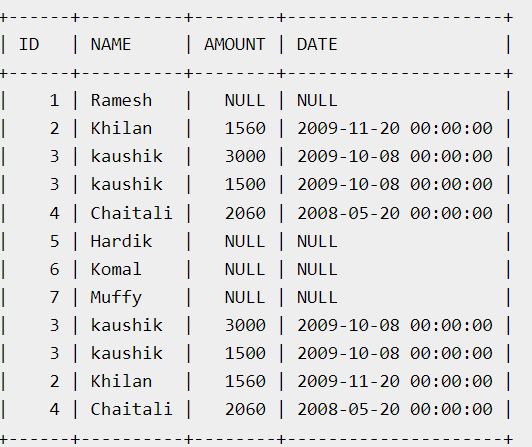 +------+----------+--------+---------------------+
| ID   | NAME     | AMOUNT | DATE                |
+------+----------+--------+---------------------+
|    1 | Ramesh   |   NULL | NULL                |
|    2 | Khilan   |   1560 | 2009-11-20 00:00:00 |
|    3 | kaushik  |   3000 | 2009-10-08 00:00:00 |
|    3 | kaushik  |   1500 | 2009-10-08 00:00:00 |
|    4 | Chaitali |   2060 | 2008-05-20 00:00:00 |
|    5 | Hardik   |   NULL | NULL                |
|    6 | Komal    |   NULL | NULL                |
|    7 | Muffy    |   NULL | NULL                |
|    3 | kaushik  |   3000 | 2009-10-08 00:00:00 |
|    3 | kaushik  |   1500 | 2009-10-08 00:00:00 |
|    2 | Khilan   |   1560 | 2009-11-20 00:00:00 |
|    4 | Chaitali |   2060 | 2008-05-20 00:00:00 |
+------+----------+--------+---------------------+